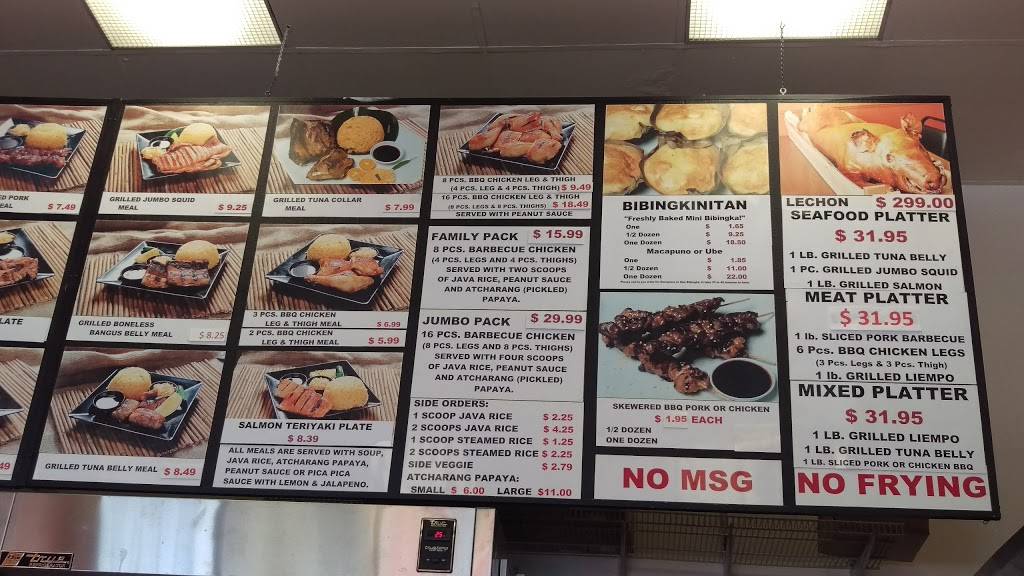 ED PORK
EAL
$ 7.49
LATE
49
GRILLED JUMBO SQUID
MEAL
$ 9.25
GRILLED BONELESS
BANGUS BELLY MEAL
$ 8.25
GRILLED TUNA BELLY MEAL
$ 8.49
GRILLED TUNA COLLAR
MEAL
$ 7.99
3 PCS. BBQ CHICKEN
LEG & THIGH MEAL $ 6.99
2 PCS. BBQ CHICKEN
LEG & THIGH MEAL $ 5.99
SALMON TERIYAKI PLATE
$ 8.39
ALL MEALS ARE SERVED WITH SOUP,
JAVA RICE, ATCHARANG PAPAYA,
PEANUT SAUCE OR PICA PICA
SAUCE WITH LEMON & JALAPENO.
8 PCS. BBQ CHICKEN LEG & THIGH
(4 PCS. LEG & 4 PCS. THIGH) $ 9.49
16 PCS. BBQ CHICKEN LEG & THIGH
(8 PCS. LEGS & 8 PCS. THIGHS) $ 18.49
SERVED WITH PEANUT SAUCE
FAMILY PACK $ 15.99
8 PCS. BARBECUE CHICKEN
(4 PCS. LEGS AND 4 PCS. THIGHS)
SERVED WITH TWO SCOOPS
OF JAVA RICE, PEANUT SAUCE
AND ATCHARANG (PICKLED)
PAPAYA.
JUMBO PACK $ 29.99
16 PCS. BARBECUE CHICKEN
(8 PCS. LEGS AND 8 PCS. THIGHS)
SERVED WITH FOUR SCOOPS
OF JAVA RICE, PEANUT SAUCE
AND ATCHARANG (PICKLED)
PAPAYA.
SIDE ORDERS:
1 SCOOP JAVA RICE $ 2.25
2 SCOOPS JAVA RICE $ 4.25
1 SCOOP STEAMED RICE $ 1.25
2 SCOOPS STEAMED RICE $ 2.25
SIDE VEGGIE $ 2.79
ATCHARANG PAPAYA:
SMALL $ 6.00 LARGE $11.00
BIBINGKINITAN
"Freshly Baked Mini Bibingka!"
One $ 1.65
1/2 Dozen $ 9.25
One Dozen $ 18.50
Macapuno or Ube
One $ 1.85
1/2 Dozen $ 11.00
One Dozen $ 22.00
SKEWERED BBQ PORK OR CHICKEN
$ 1.95 EACH
1/2 DOZEN
ONE DOZEN
NO MSG
LECHON $ 299.00
SEAFOOD PLATTER
$ 31.95
1 LB. GRILLED TUNA BELLY
1 PC. GRILLED JUMBO SQUID
1 LB. GRILLED SALMON
MEAT PLATTER
$ 31.95
1 lb. SLICED PORK BARBECUE
6 Pcs. BBQ CHICKEN LEGS
(3 Pcs. Legs & 3 Pcs. Thigh)
1 lb. GRILLED LIEMPO
MIXED PLATTER
$ 31.95
1 LB. GRILLED LIEMPO
1 LB. GRILLED TUNA BELLY
1 LB. SLICED PORK OR CHICKEN BBQ
NO FRYING
True